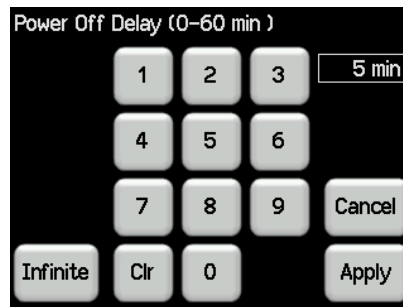 Power Off Delay (0-60 min )
1 2 3 5 min
4 5 6
7 8 9 Cancel
Infinite Clr 0 Apply